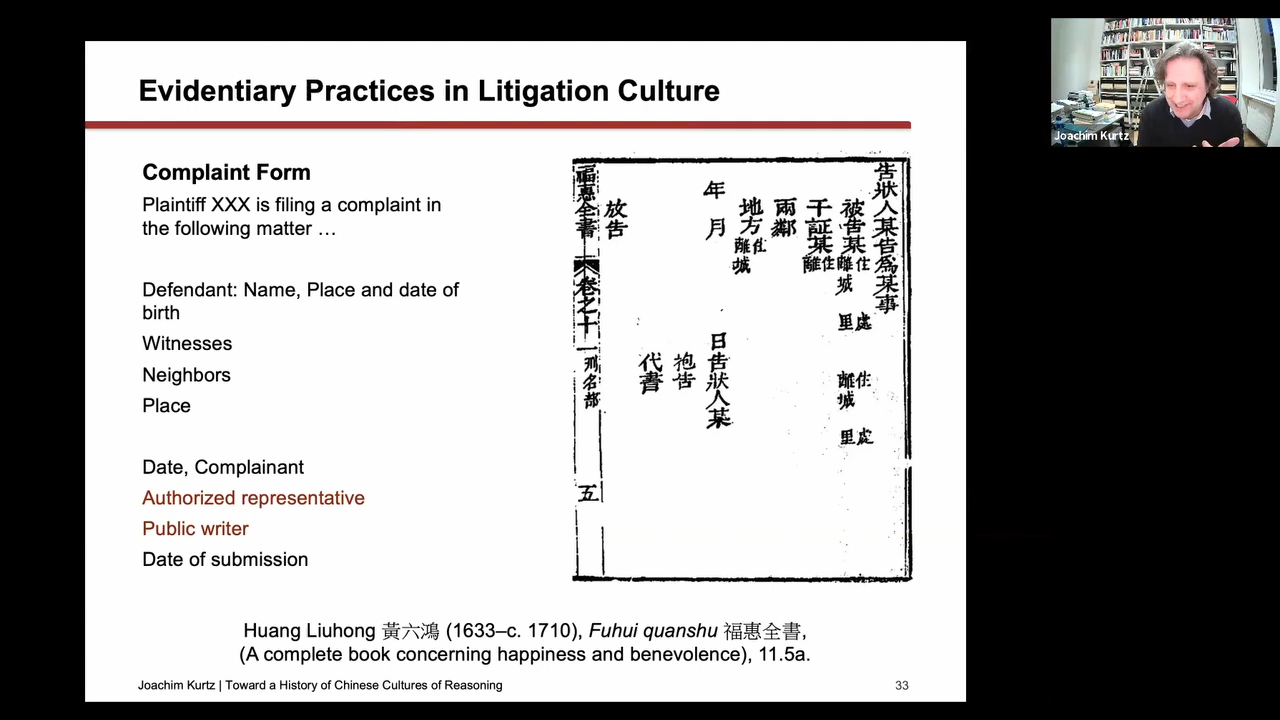 Evidentiary Practices in Litigation Culture
Complaint Form
Plaintiff XXX is filing a complaint in
the following matter …
Defendant: Name, Place and date of
birth
Witnesses
Neighbors
Place
Date, Complainant
Authorized representative
Public writer
Date of submission
告狀人某告爲某事
被告某住離城 里處
干証某住離城 里處
兩鄰
地方住離城
年 月 日告狀人某
抱告
代書
放告
福惠全書 卷之十一 刑名部 五
Huang Liuhong 黃六鴻 (1633–c. 1710), Fuhui quanshu 福惠全書,
(A complete book concerning happiness and benevolence), 11.5a.
Joachim Kurtz | Toward a History of Chinese Cultures of Reasoning
33
Joachim Kurtz